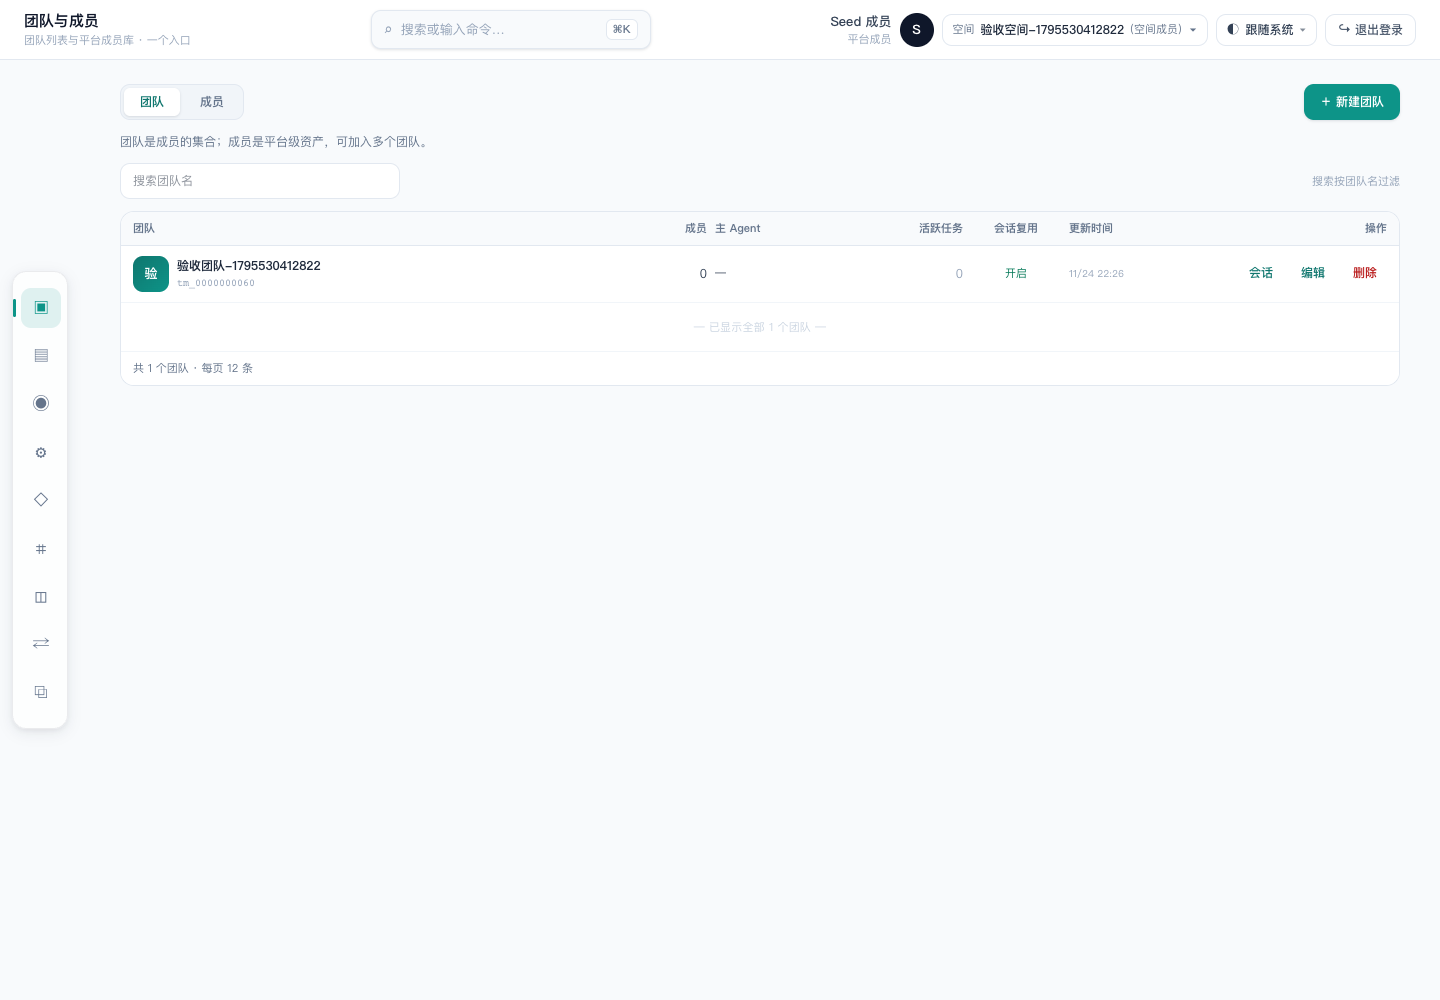 团队与成员
团队列表与平台成员库 · 一个入口
搜索或输入命令… ⌘K
Seed 成员
平台成员
S
空间 验收空间-1795530412822 (空间成员)
跟随系统
退出登录
团队 成员
+ 新建团队
团队是成员的集合；成员是平台级资产，可加入多个团队。
搜索团队名
搜索按团队名过滤
团队 成员 主 Agent 活跃任务 会话复用 更新时间 操作
验 验收团队-1795530412822 0 — 0 开启 11/24 22:26 会话 编辑 删除
tm_0000000060
— 已显示全部 1 个团队 —
共 1 个团队 · 每页 12 条